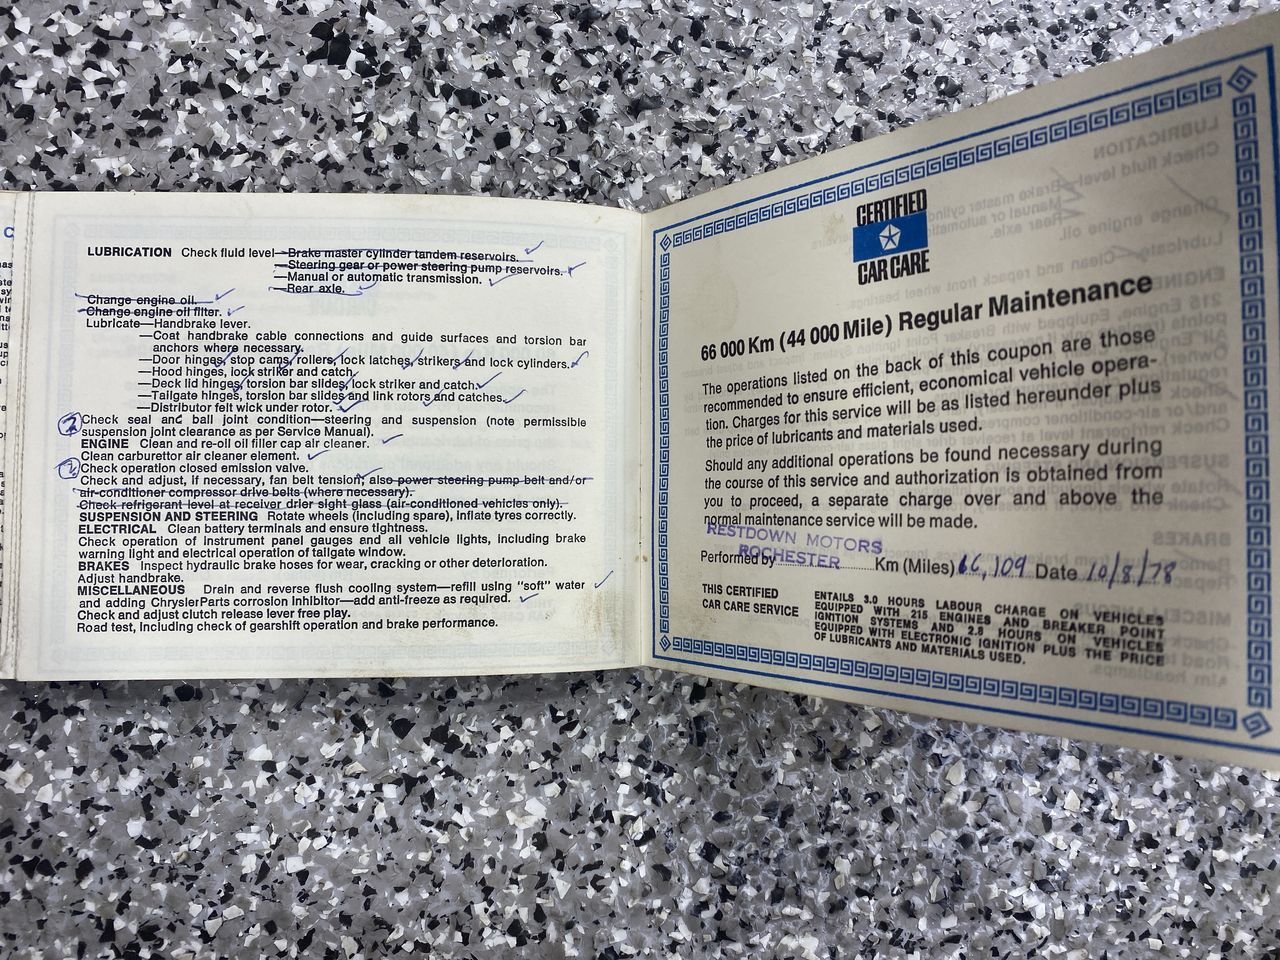 LUBRICATION Check fluid level—Brake master cylinder tandem reservoirs.
—Steering gear or power steering pump reservoirs.
—Manual or automatic transmission.
—Rear axle.
Change engine oil.
Change engine oil filter.
Lubricate—Handbrake lever.
—Coat handbrake cable connections and guide surfaces and torsion bar
anchors where necessary.
—Door hinges, stop cams, rollers, lock latches, strikers and lock cylinders.
—Hood hinges, lock striker and catch.
—Deck lid hinges, torsion bar slides, lock striker and catch.
—Tailgate hinges, torsion bar slides and link rotors and catches.
—Distributor felt wick under rotor.
Check seal and ball joint condition—steering and suspension (note permissible
suspension joint clearance as per Service Manual).
ENGINE Clean and re-oil oil filler cap air cleaner.
Clean carburettor air cleaner element.
Check operation closed emission valve.
Check and adjust, if necessary, fan belt tension, also power steering pump belt and/or
air-conditioner compressor drive belts (where necessary).
Check refrigerant level at receiver drier sight glass (air-conditioned vehicles only).
SUSPENSION AND STEERING Rotate wheels (including spare), inflate tyres correctly.
ELECTRICAL Clean battery terminals and ensure tightness.
Check operation of instrument panel gauges and all vehicle lights, including brake
warning light and electrical operation of tailgate window.
BRAKES Inspect hydraulic brake hoses for wear, cracking or other deterioration.
Adjust handbrake.
MISCELLANEOUS Drain and reverse flush cooling system—refill using "soft" water
and adding ChryslerParts corrosion inhibitor—add anti-freeze as required.
Check and adjust clutch release lever free play.
Road test, including check of gearshift operation and brake performance.
CERTIFIED
CAR CARE
66 000 Km (44 000 Mile) Regular Maintenance
The operations listed on the back of this coupon are those
recommended to ensure efficient, economical vehicle opera-
tion. Charges for this service will be as listed hereunder plus
the price of lubricants and materials used.
Should any additional operations be found necessary during
the course of this service and authorization is obtained from
you to proceed, a separate charge over and above the
normal maintenance service will be made.
RESTDOWN MOTORS
ROCHESTER
Performed by Km (Miles) 66,109 Date 10/8/78
THIS CERTIFIED
CAR CARE SERVICE
ENTAILS 3.0 HOURS LABOUR CHARGE ON VEHICLES
EQUIPPED WITH 215 ENGINES AND BREAKER POINT
IGNITION SYSTEMS AND 2.5 HOURS ON VEHICLES
EQUIPPED WITH ELECTRONIC IGNITION PLUS THE PRICE
OF LUBRICANTS AND MATERIALS USED.